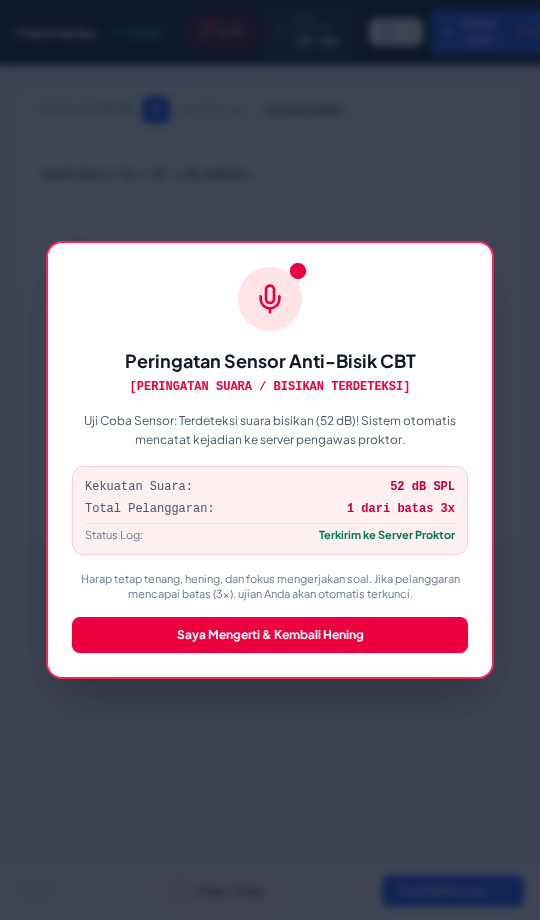 Peringatan Sensor Anti-Bisik CBT
[PERINGATAN SUARA / BISIKAN TERDETEKSI]
Uji Coba Sensor: Terdeteksi suara bisikan (52 dB)! Sistem otomatis
mencatat kejadian ke server pengawas proktor.
Kekuatan Suara: 52 dB SPL
Total Pelanggaran: 1 dari batas 3x
Status Log: Terkirim ke Server Proktor
Harap tetap tenang, hening, dan fokus mengerjakan soal. Jika pelanggaran
mencapai batas (3x), ujian Anda akan otomatis terkunci.
Saya Mengerti & Kembali Hening